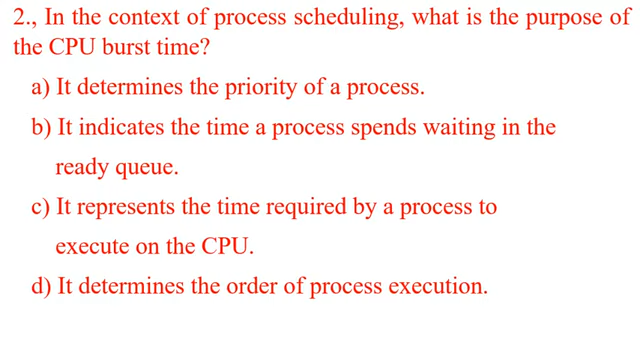 2., In the context of process scheduling, what is the purpose of
the CPU burst time?
a) It determines the priority of a process.
b) It indicates the time a process spends waiting in the
ready queue.
c) It represents the time required by a process to
execute on the CPU.
d) It determines the order of process execution.